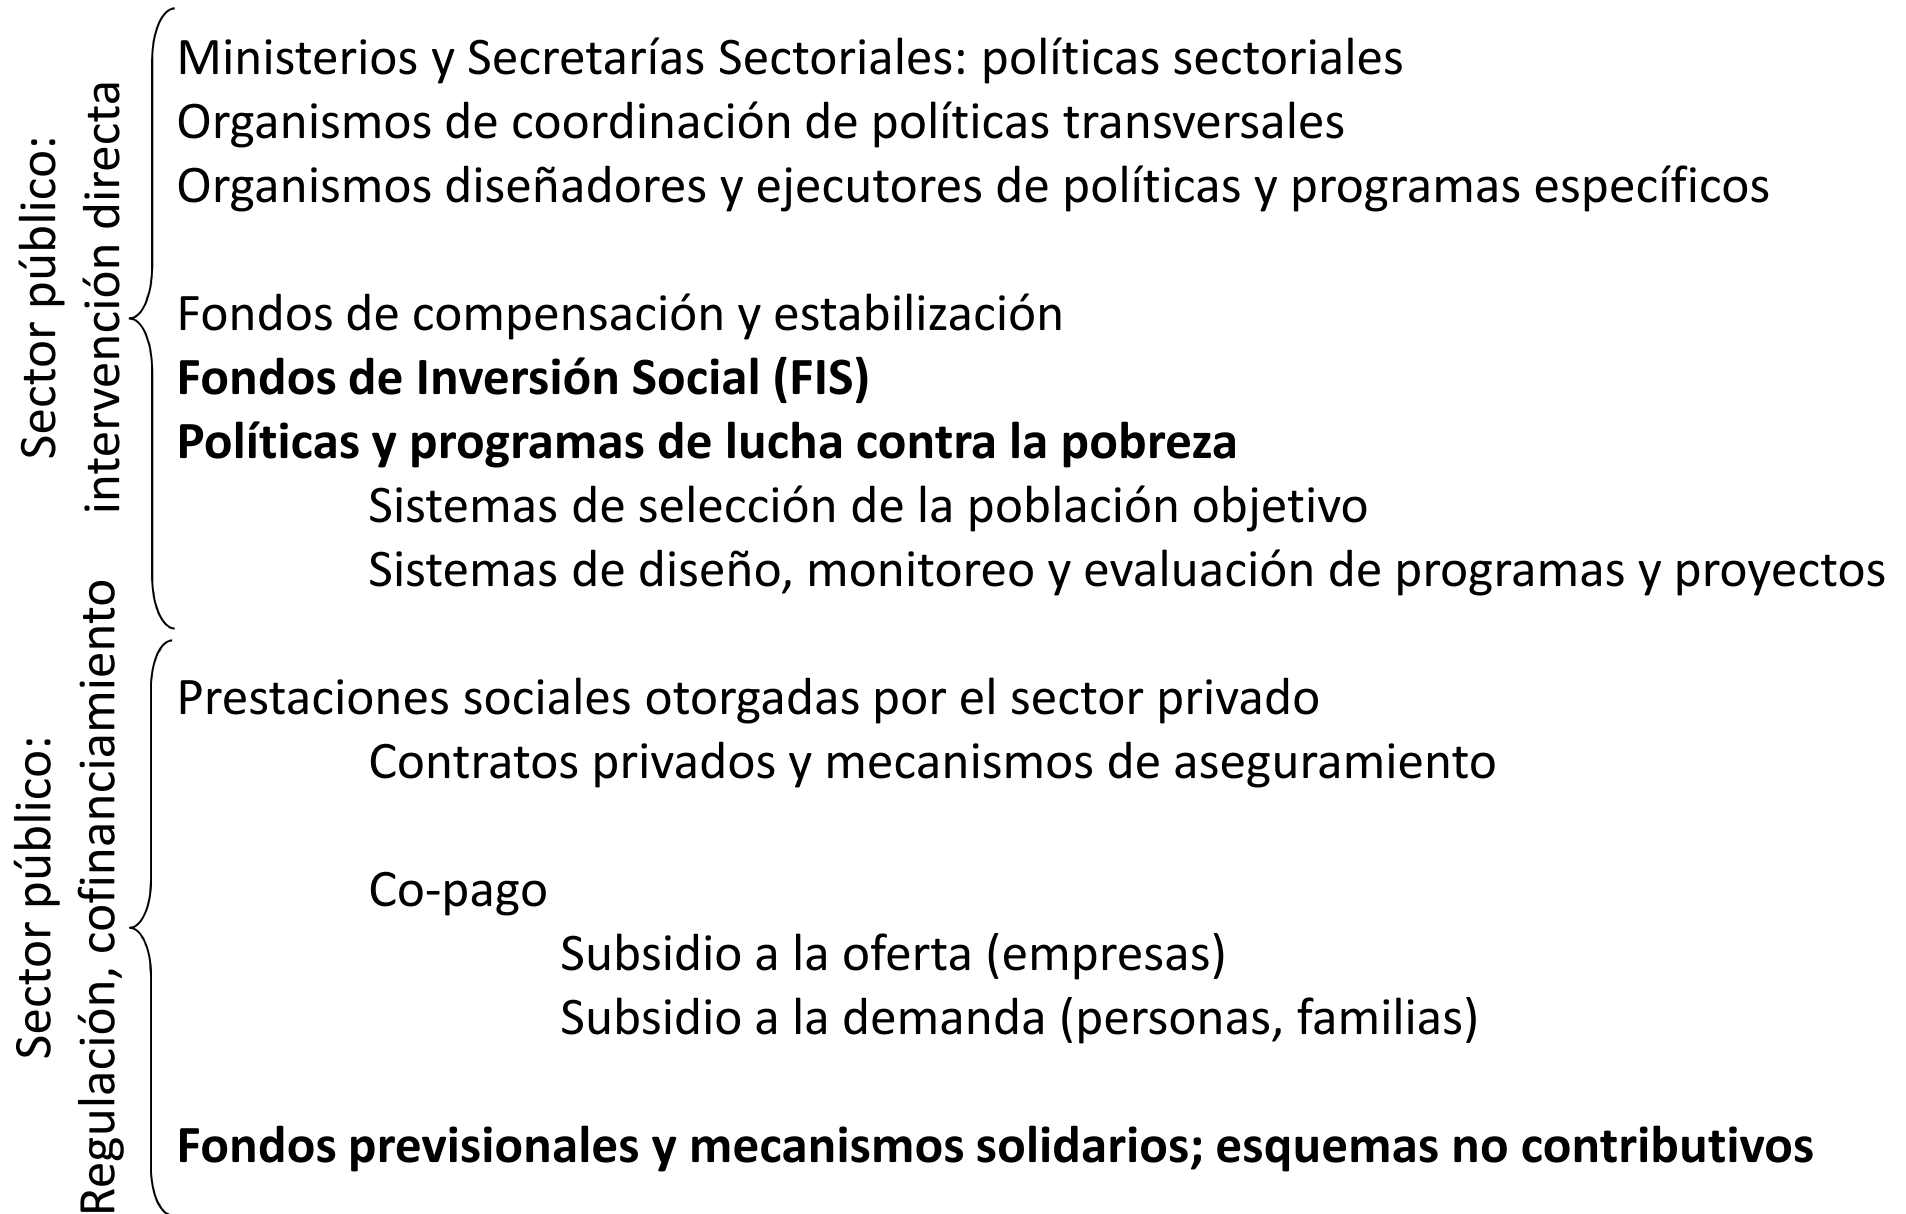 Sector público:
intervención directa
Ministerios y Secretarías Sectoriales: políticas sectoriales
Organismos de coordinación de políticas transversales
Organismos diseñadores y ejecutores de políticas y programas específicos
Fondos de compensación y estabilización
Fondos de Inversión Social (FIS)
Políticas y programas de lucha contra la pobreza
Sistemas de selección de la población objetivo
Sistemas de diseño, monitoreo y evaluación de programas y proyectos
Sector público:
Regulación, cofinanciamiento
Prestaciones sociales otorgadas por el sector privado
Contratos privados y mecanismos de aseguramiento
Co-pago
Subsidio a la oferta (empresas)
Subsidio a la demanda (personas, familias)
Fondos previsionales y mecanismos solidarios; esquemas no contributivos